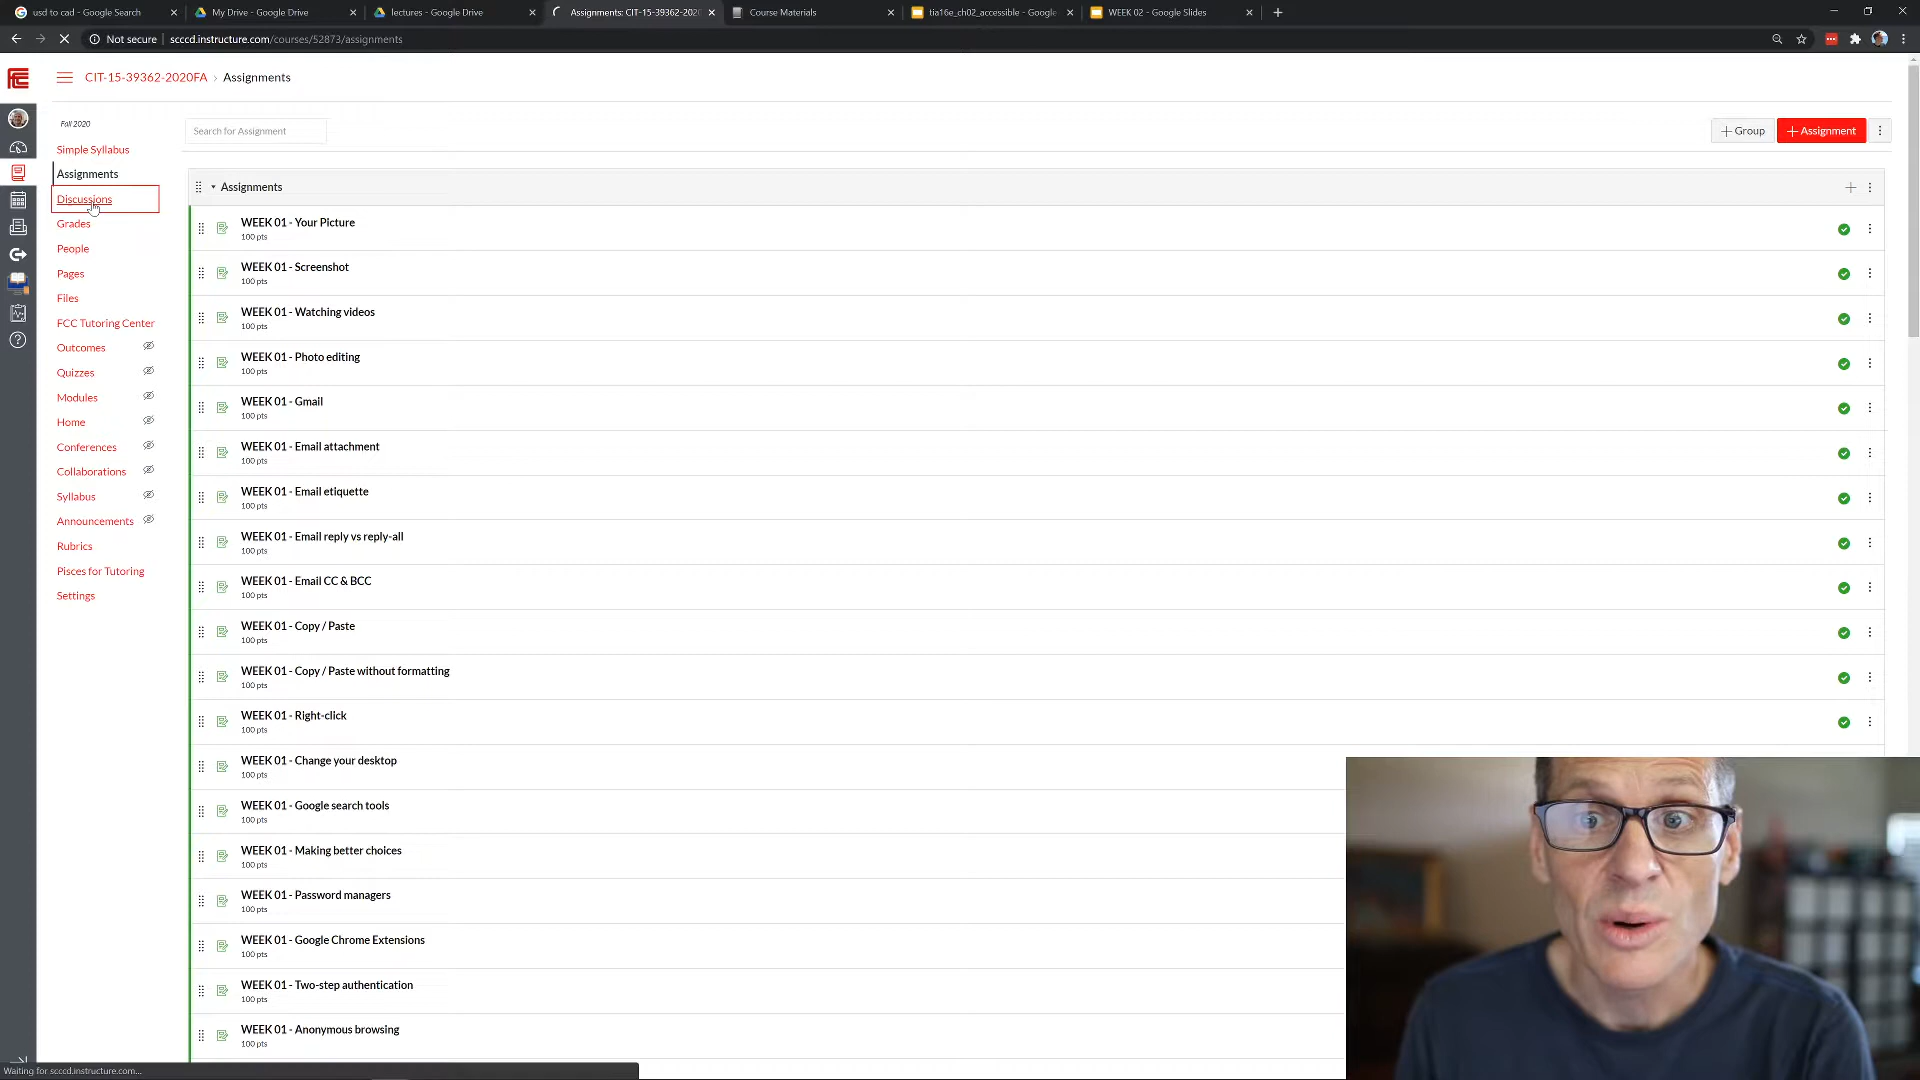 usd to cad - Google Search
My Drive - Google Drive
lectures - Google Drive
Assignments: CIT-15-39362-202
Course Materials
tia16e_ch02_accessible - Google
WEEK 02 - Google Slides
Not secure
scccd.instructure.com/courses/52873/assignments
CIT-15-39362-2020FA › Assignments
Fall 2020
Simple Syllabus
Assignments
Discussions
Grades
People
Pages
Files
FCC Tutoring Center
Outcomes
Quizzes
Modules
Home
Conferences
Collaborations
Syllabus
Announcements
Rubrics
Pisces for Tutoring
Settings
Search for Assignment
+ Group
+ Assignment
Assignments
WEEK 01 - Your Picture
100 pts
WEEK 01 - Screenshot
100 pts
WEEK 01 - Watching videos
100 pts
WEEK 01 - Photo editing
100 pts
WEEK 01 - Gmail
100 pts
WEEK 01 - Email attachment
100 pts
WEEK 01 - Email etiquette
100 pts
WEEK 01 - Email reply vs reply-all
100 pts
WEEK 01 - Email CC & BCC
100 pts
WEEK 01 - Copy / Paste
100 pts
WEEK 01 - Copy / Paste without formatting
100 pts
WEEK 01 - Right-click
100 pts
WEEK 01 - Change your desktop
100 pts
WEEK 01 - Google search tools
100 pts
WEEK 01 - Making better choices
100 pts
WEEK 01 - Password managers
100 pts
WEEK 01 - Google Chrome Extensions
100 pts
WEEK 01 - Two-step authentication
100 pts
WEEK 01 - Anonymous browsing
100 pts
Waiting for scccd.instructure.com...